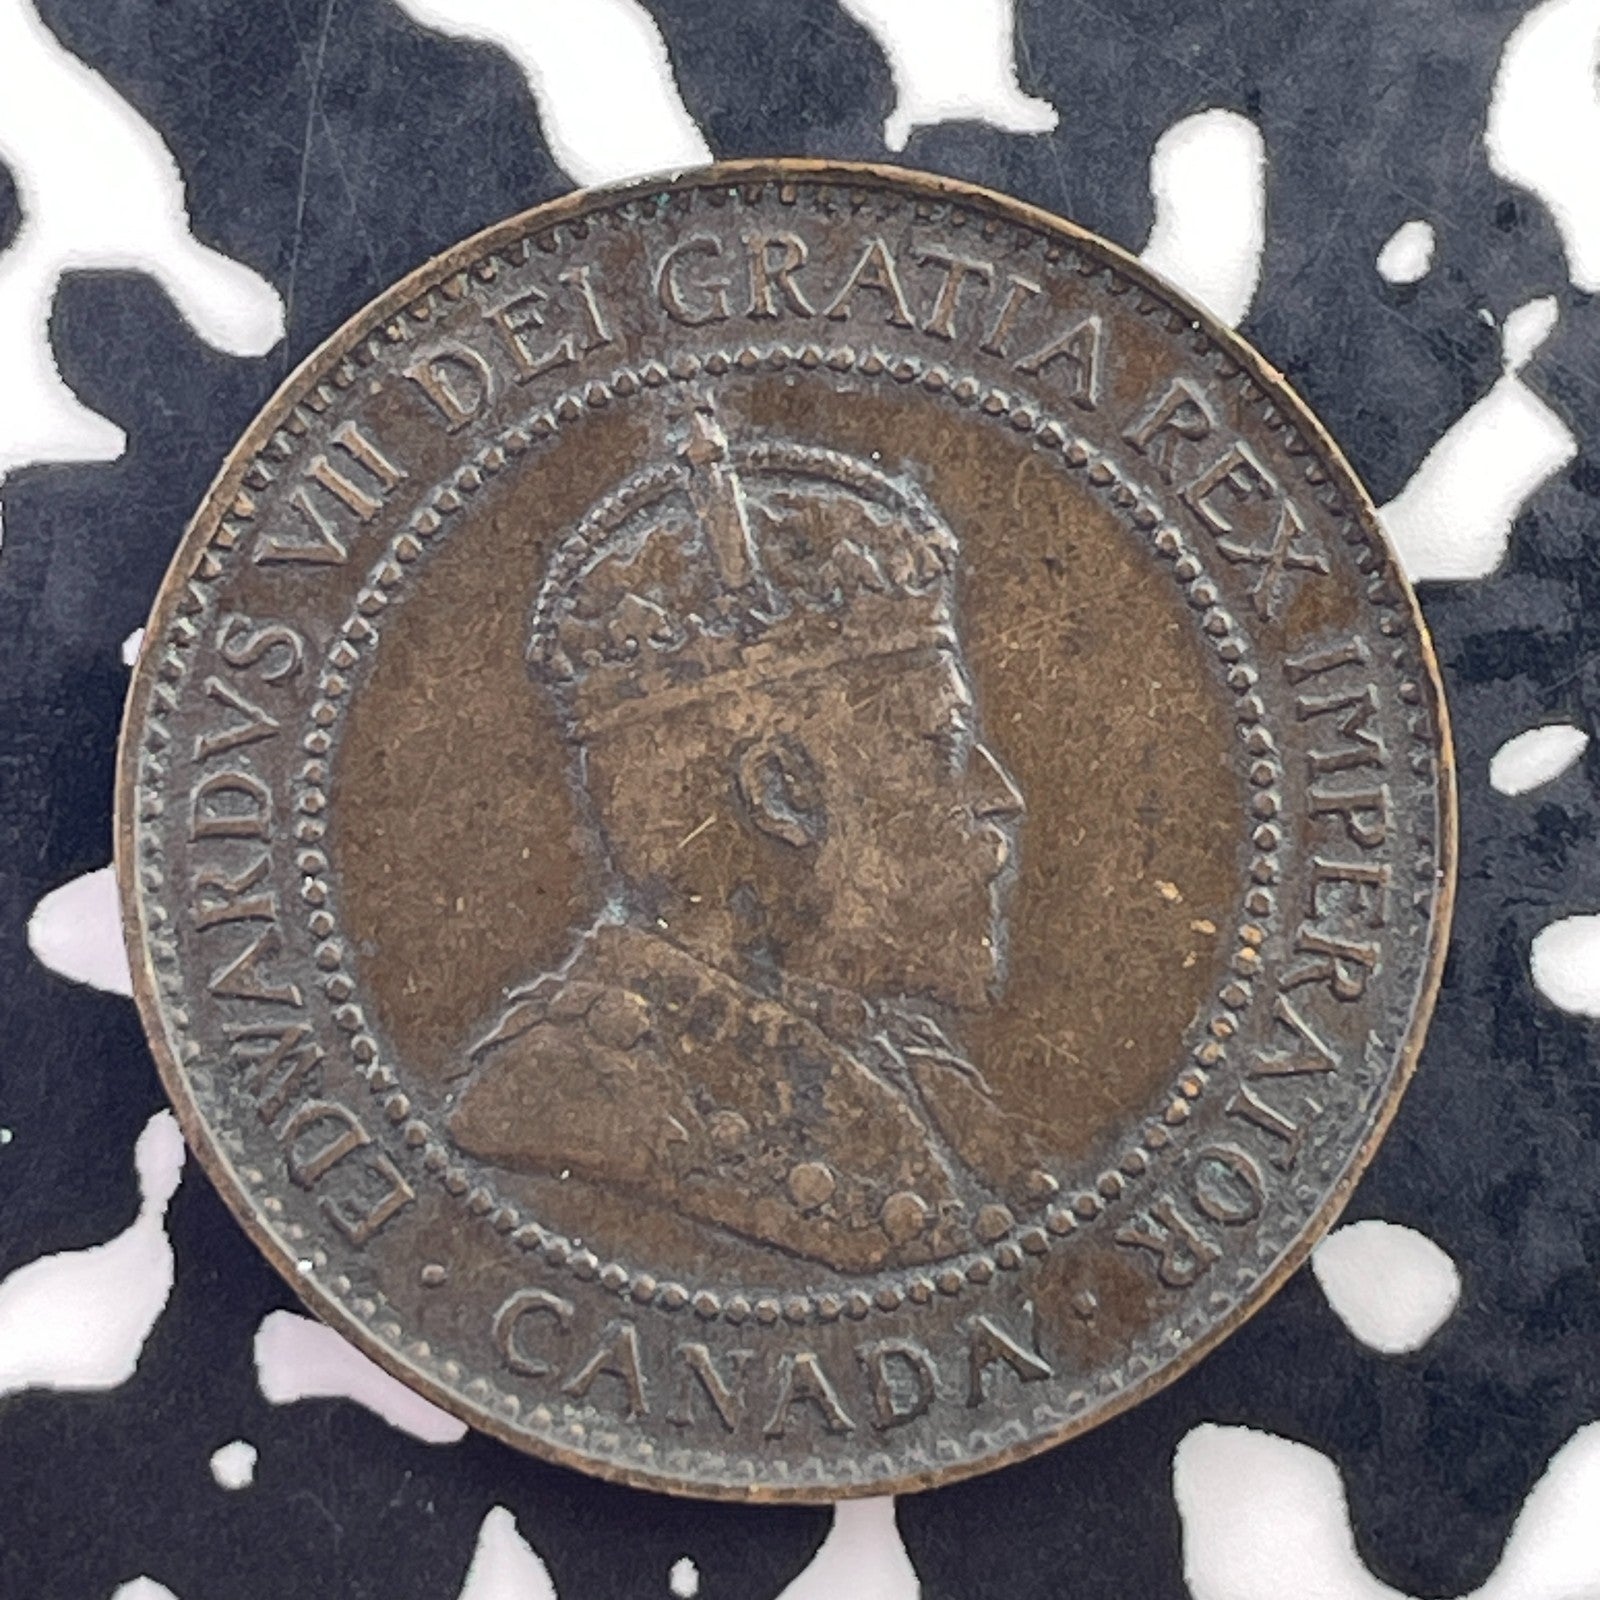 EDWARDVS VII DEI GRATIA REX IMPERATOR
· CANADA ·